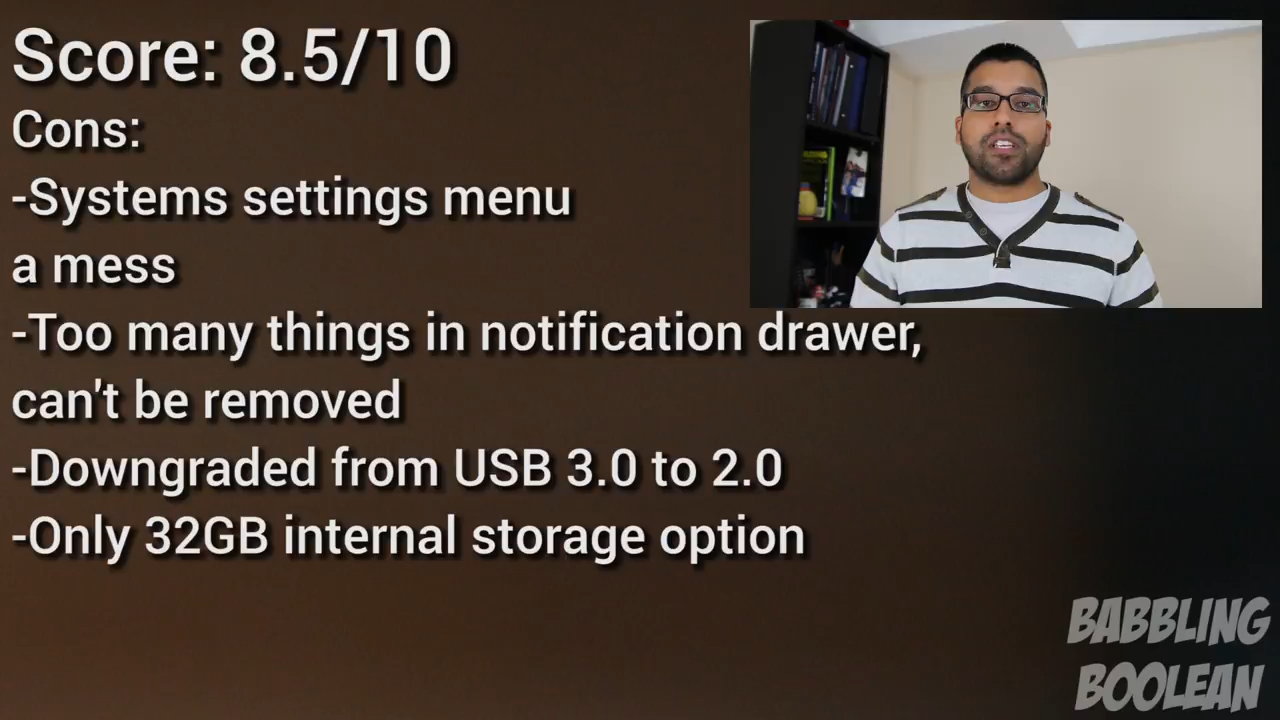 Score: 8.5/10
Cons:
-Systems settings menu
a mess
-Too many things in notification drawer,
can't be removed
-Downgraded from USB 3.0 to 2.0
-Only 32GB internal storage option
BABBLING
BOOLEAN